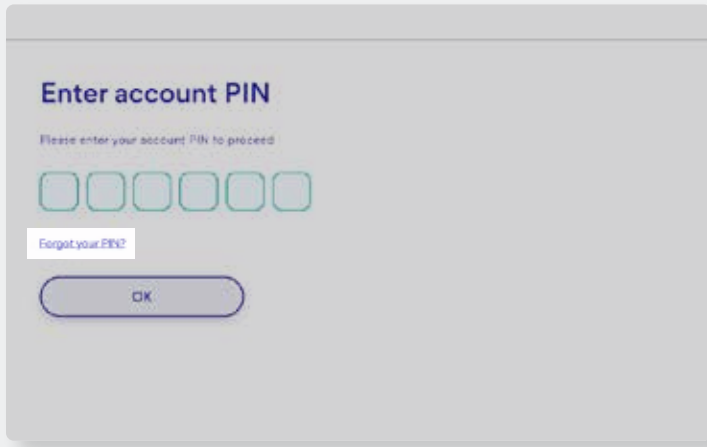 Enter account PIN
Please enter your account PIN to proceed
Forgot your PIN?
OK